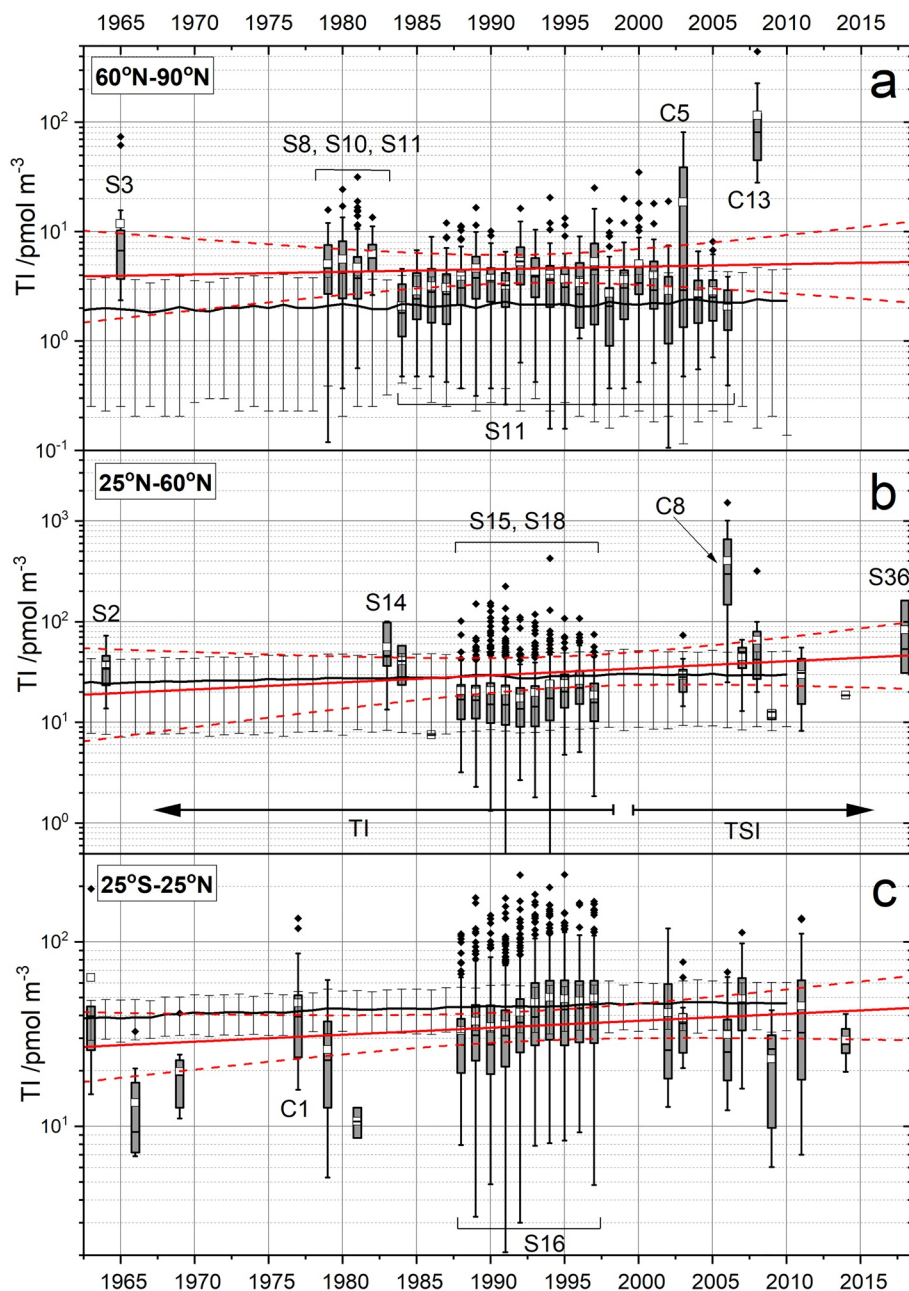 1965 1970 1975 1980 1985 1990 1995 2000 2005 2010 2015
60°N-90°N
a
C5
S8, S10, S11
S3
C13
10²
10¹
10⁰
10⁻¹
TI /pmol m⁻³
S11
25°N-60°N
b
S15, S18
C8
S36
S2
S14
10³
10²
10¹
10⁰
TI /pmol m⁻³
TI
TSI
25°S-25°N
c
10²
10¹
TI /pmol m⁻³
C1
S16
1965 1970 1975 1980 1985 1990 1995 2000 2005 2010 2015